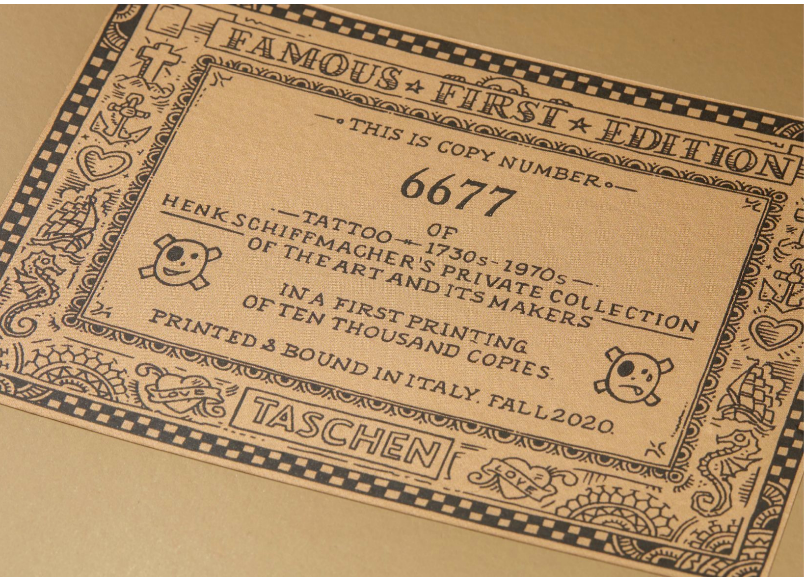 FAMOUS ★ FIRST ★ EDITION
THIS IS COPY NUMBER
6677
OF
TATTOO 1730s-1970s
HENK SCHIFFMACHER'S PRIVATE COLLECTION
OF THE ART AND ITS MAKERS
IN A FIRST PRINTING
OF TEN THOUSAND COPIES.
PRINTED & BOUND IN ITALY. FALL 2020.
TASCHEN
LOVE